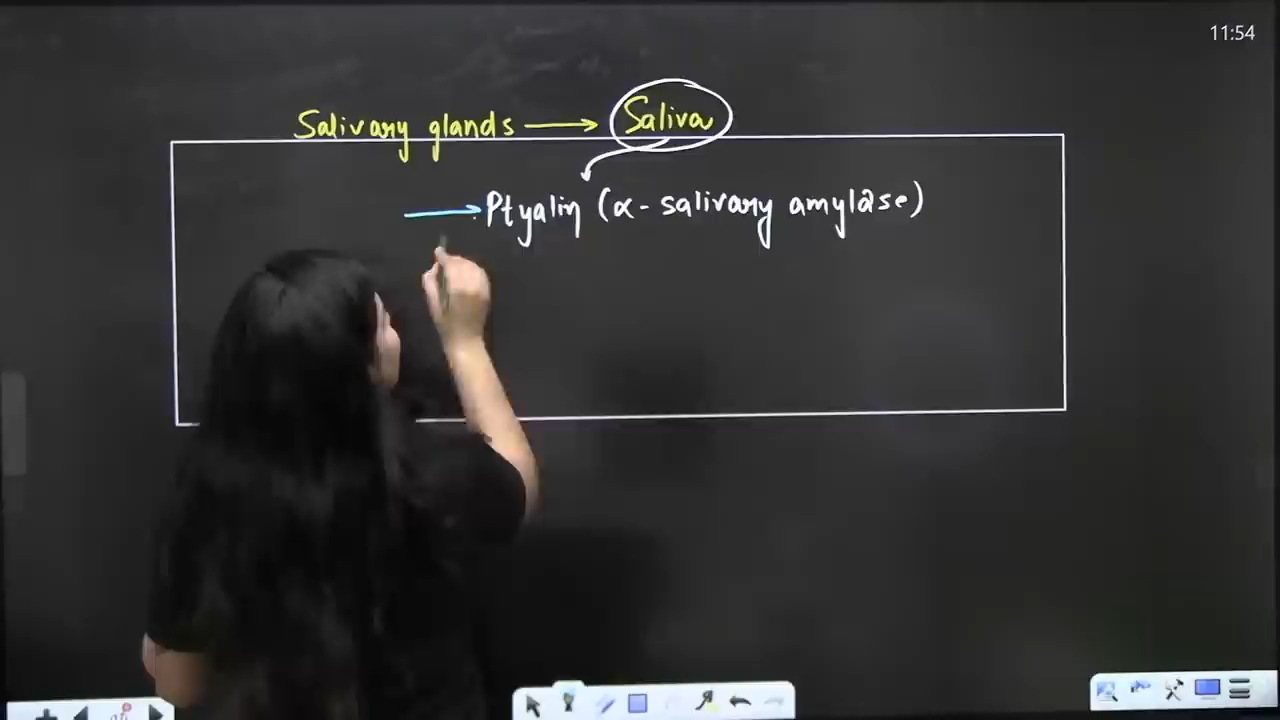 11:54
Salivary glands → Saliva
→ Ptyalin (α-salivary amylase)